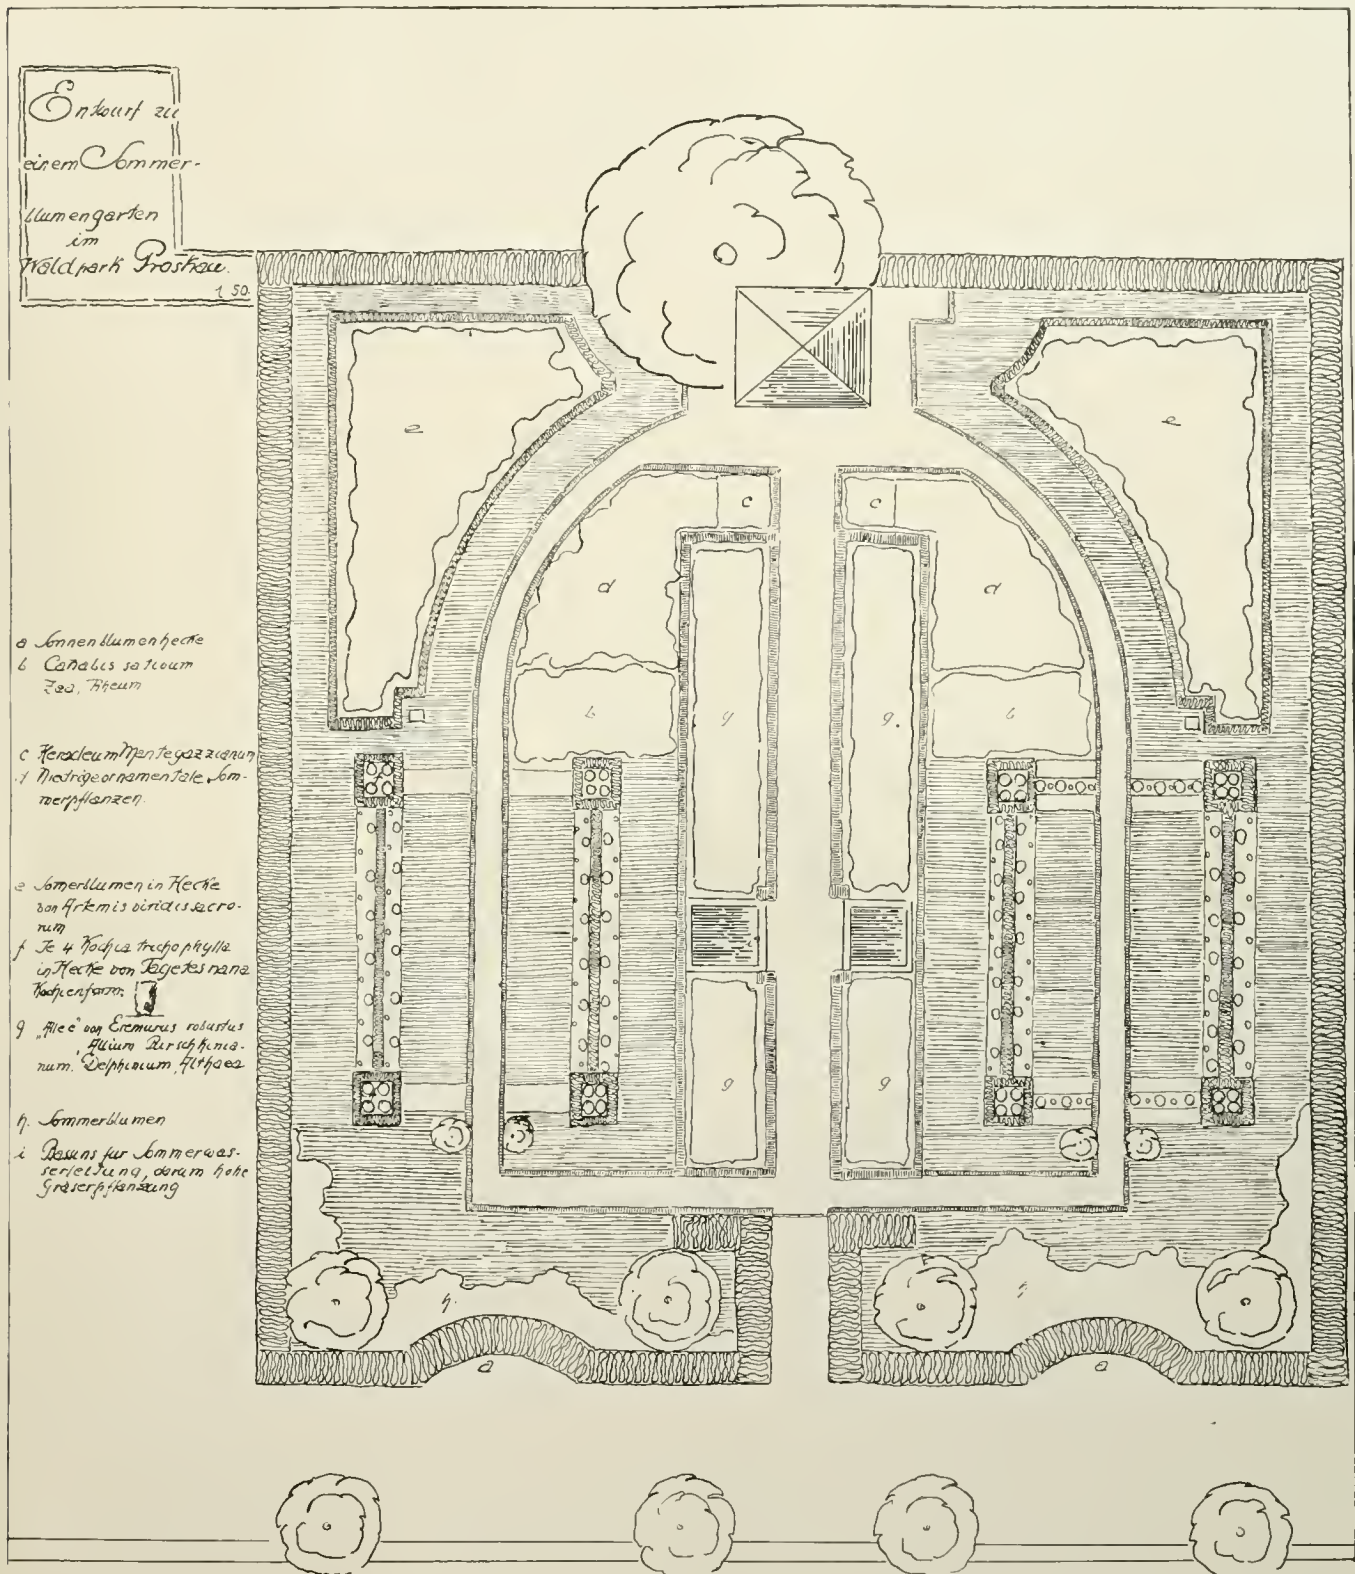 Entwurf zu
einem Sommer-
blumengarten
im
Waldpark Proskau.
1 50.
a Sonnenblumenhecke
b Canabis sativum
Zea, Rheum
c Heracleum Mantegazzianum
d Niedrige ornamentale Som-
merpflanzen.
e Somerblumen in Hecke
von Artemis viridis sacro-
rum
f Je 4 Kochia trichophylla
in Hecke von Tagetes nana
Kochienform.
g „Allee" von Eremurus robustus
Allium
num. Delphinium, Althaea
h. Sommerblumen
i Bassins für Sommerwas-
serleitung, darum hohe
Gräserpflanzung
e
e
c
c
d
d
b
g
g.
b
g
g
h.
h
a
a